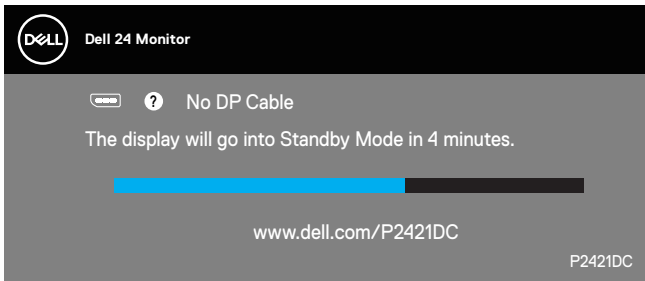 DELL
Dell 24 Monitor
? No DP Cable
The display will go into Standby Mode in 4 minutes.
www.dell.com/P2421DC
P2421DC